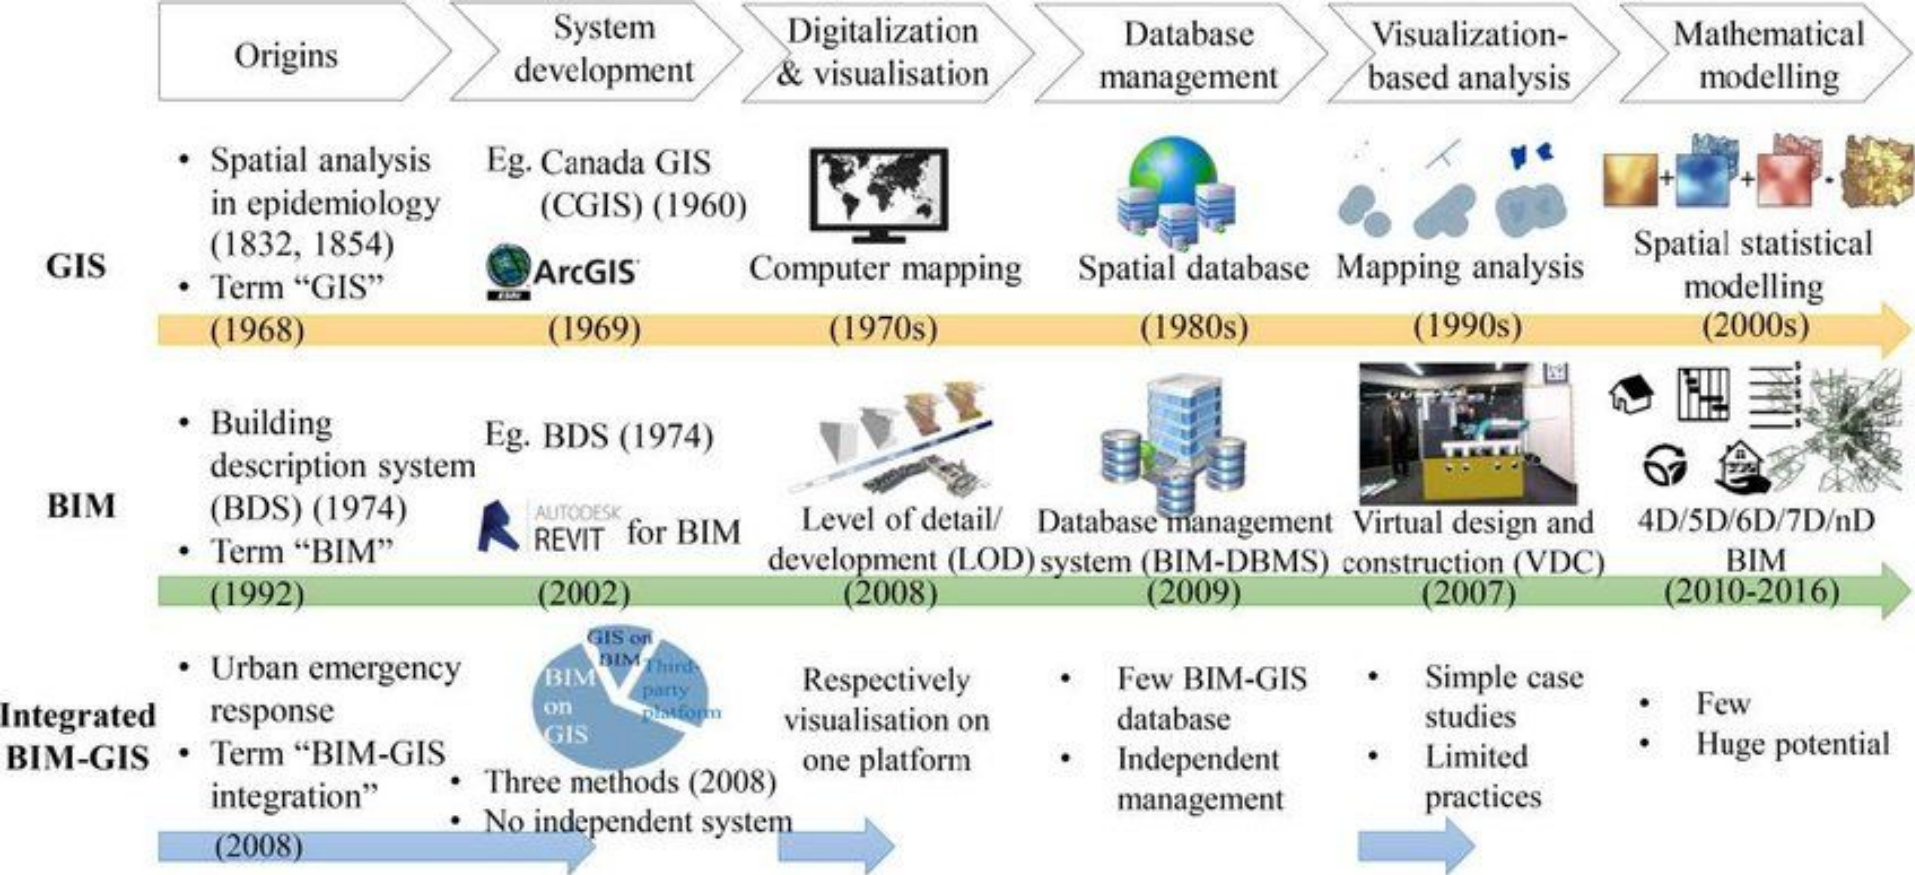 Origins
System
development
Digitalization
& visualisation
Database
management
Visualization-
based analysis
Mathematical
modelling
GIS
• Spatial analysis
in epidemiology
(1832, 1854)
• Term “GIS”
(1968)
Eg. Canada GIS
(CGIS) (1960)
ArcGIS
(1969)
Computer mapping
(1970s)
Spatial database
(1980s)
Mapping analysis
(1990s)
+ +
Spatial statistical
modelling
(2000s)
BIM
• Building
description system
(BDS) (1974)
• Term “BIM”
(1992)
Eg. BDS (1974)
AUTODESK
REVIT for BIM
(2002)
Level of detail/
development (LOD)
(2008)
Database management
system (BIM-DBMS)
(2009)
Virtual design and
construction (VDC)
(2007)
4D/5D/6D/7D/nD
BIM
(2010-2016)
Integrated
BIM-GIS
• Urban emergency
response
• Term “BIM-GIS
integration”
(2008)
GIS on
BIM
Third-
party
platform
BIM
on
GIS
• Three methods (2008)
• No independent system
Respectively
visualisation on
one platform
• Few BIM-GIS
database
• Independent
management
• Simple case
studies
• Limited
practices
• Few
• Huge potential